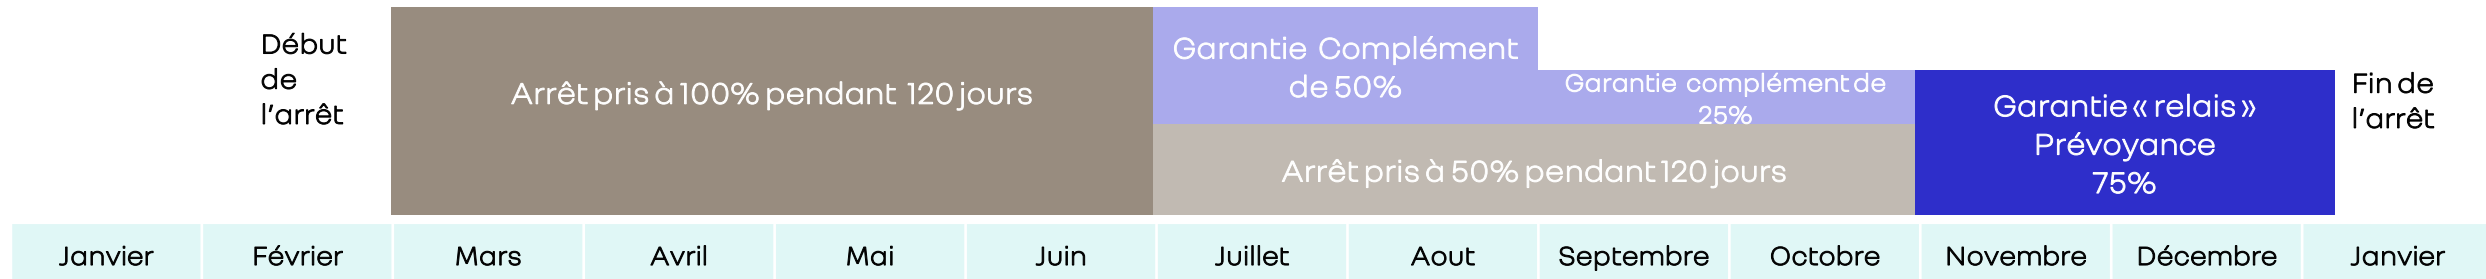 Début
de
l’arrêt
Arrêt pris à 100% pendant 120 jours
Garantie Complément
de 50%
Garantie complément de
25%
Arrêt pris à 50% pendant 120 jours
Garantie « relais »
Prévoyance
75%
Fin de
l’arrêt
Janvier Février Mars Avril Mai Juin Juillet Aout Septembre Octobre Novembre Décembre Janvier